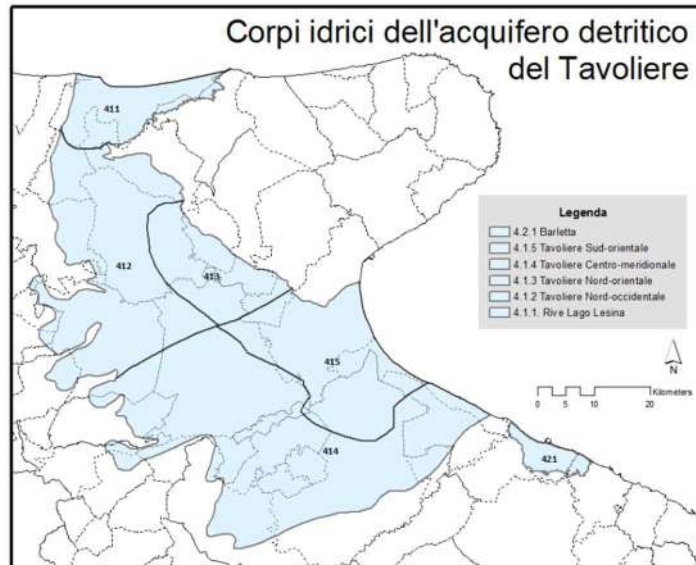 Corpi idrici dell'acquifero detritico
del Tavoliere
411
412
413
415
414
421
Legenda
4.2.1 Barletta
4.1.5 Tavoliere Sud-orientale
4.1.4 Tavoliere Centro-meridionale
4.1.3 Tavoliere Nord-orientale
4.1.2 Tavoliere Nord-occidentale
4.1.1. Rive Lago Lesina
N
Kilometers
0 5 10 20